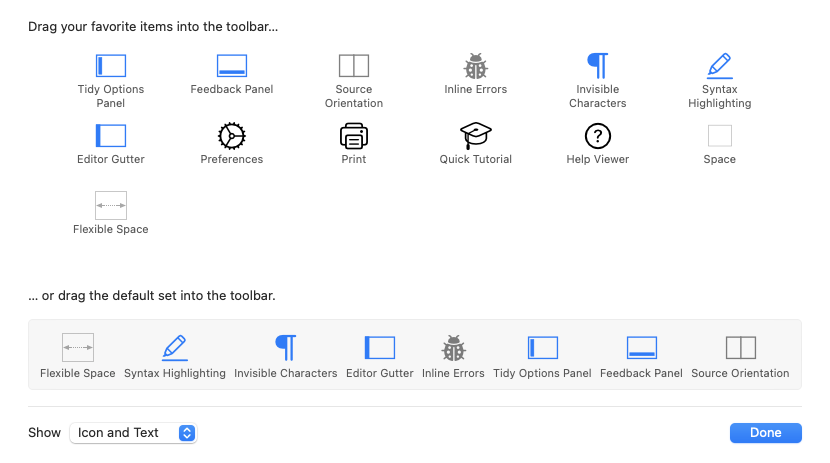 Drag your favorite items into the toolbar...
Tidy Options
Panel
Feedback Panel
Source
Orientation
Inline Errors
Invisible
Characters
Syntax
Highlighting
Editor Gutter
Preferences
Print
Quick Tutorial
Help Viewer
Space
Flexible Space
... or drag the default set into the toolbar.
Flexible Space
Syntax Highlighting
Invisible Characters
Editor Gutter
Inline Errors
Tidy Options Panel
Feedback Panel
Source Orientation
Show
Icon and Text
Done